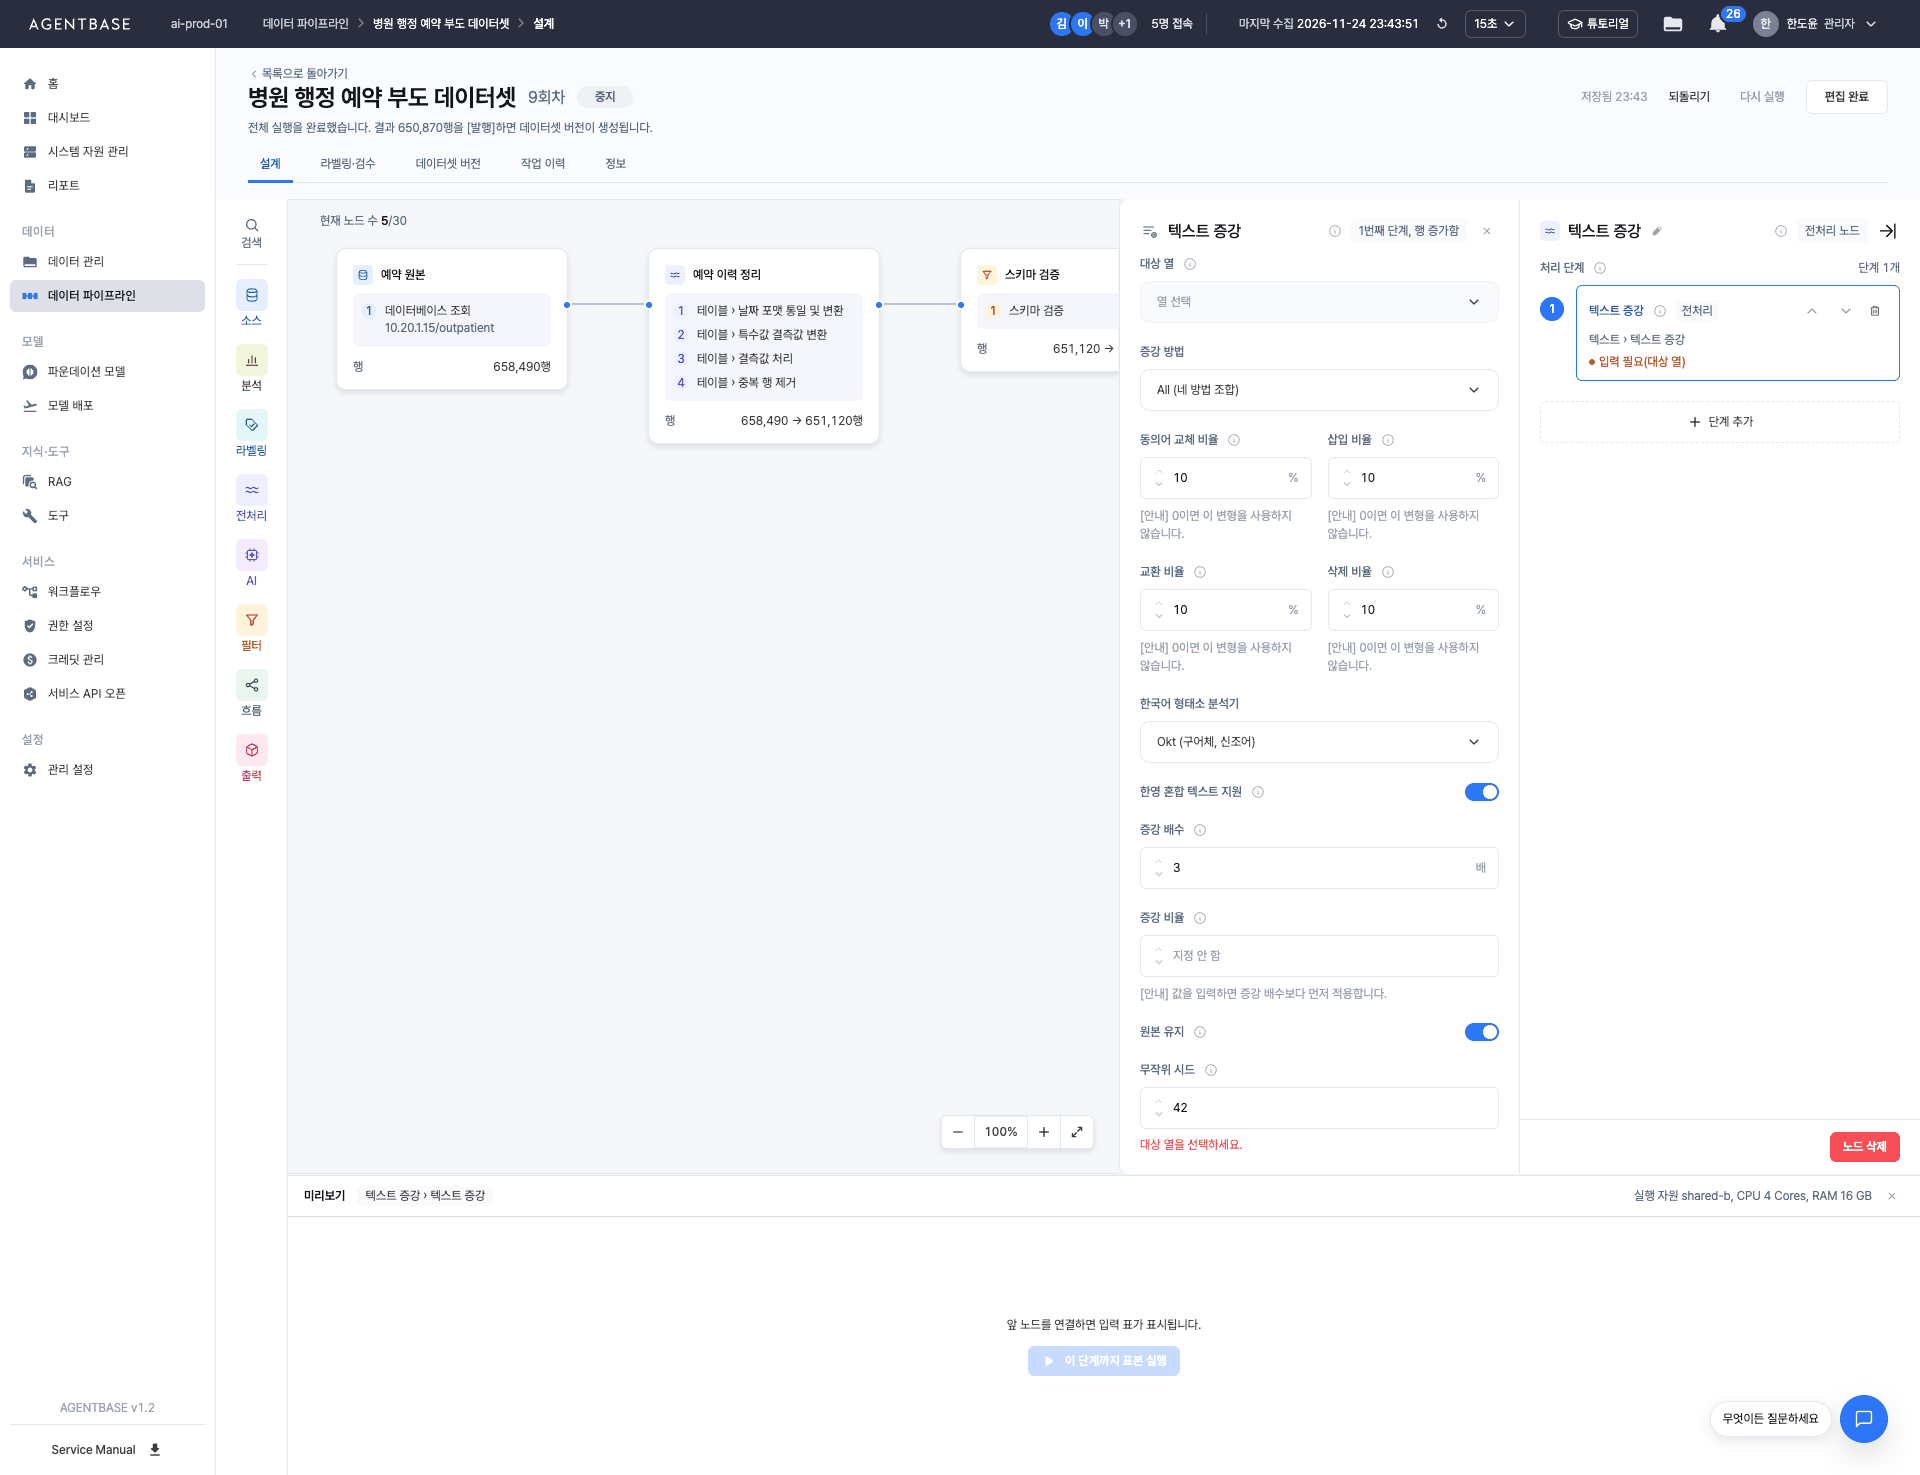 AGENTBASE
ai-prod-01
데이터 파이프라인 > 병원 행정 예약 부도 데이터셋 > 설계
김 이 박 +1 5명 접속
마지막 수집 2026-11-24 23:43:51
15초
튜토리얼
26
한 한도윤 관리자
홈
대시보드
시스템 자원 관리
리포트
데이터
데이터 관리
데이터 파이프라인
모델
파운데이션 모델
모델 배포
지식·도구
RAG
도구
서비스
워크플로우
권한 설정
크레딧 관리
서비스 API 오픈
설정
관리 설정
AGENTBASE v1.2
Service Manual
목록으로 돌아가기
병원 행정 예약 부도 데이터셋 9회차 중지
전체 실행을 완료했습니다. 결과 650,870행을 [발행]하면 데이터셋 버전이 생성됩니다.
저장됨 23:43 되돌리기 다시 실행 편집 완료
설계 라벨링·검수 데이터셋 버전 작업 이력 정보
검색
소스
분석
라벨링
전처리
AI
필터
흐름
출력
현재 노드 수 5/30
예약 원본
1 데이터베이스 조회
10.20.1.15/outpatient
행 658,490행
예약 이력 정리
1 테이블 › 날짜 포맷 통일 및 변환
2 테이블 › 특수값 결측값 변환
3 테이블 › 결측값 처리
4 테이블 › 중복 행 제거
행 658,490 → 651,120행
스키마 검증
1 스키마 검증
행 651,120 →
100%
텍스트 증강
1번째 단계, 행 증가함
대상 열
열 선택
증강 방법
All (네 방법 조합)
동의어 교체 비율 삽입 비율
10 % 10 %
[안내] 0이면 이 변형을 사용하지 않습니다.
[안내] 0이면 이 변형을 사용하지 않습니다.
교환 비율 삭제 비율
10 % 10 %
[안내] 0이면 이 변형을 사용하지 않습니다.
[안내] 0이면 이 변형을 사용하지 않습니다.
한국어 형태소 분석기
Okt (구어체, 신조어)
한영 혼합 텍스트 지원
증강 배수
3 배
증강 비율
지정 안 함
[안내] 값을 입력하면 증강 배수보다 먼저 적용합니다.
원본 유지
무작위 시드
42
대상 열을 선택하세요.
텍스트 증강
전처리 노드
처리 단계 단계 1개
1 텍스트 증강 전처리
텍스트 › 텍스트 증강
입력 필요(대상 열)
단계 추가
노드 삭제
미리보기 텍스트 증강 › 텍스트 증강
실행 자원 shared-b, CPU 4 Cores, RAM 16 GB
앞 노드를 연결하면 입력 표가 표시됩니다.
이 단계까지 표본 실행
무엇이든 질문하세요